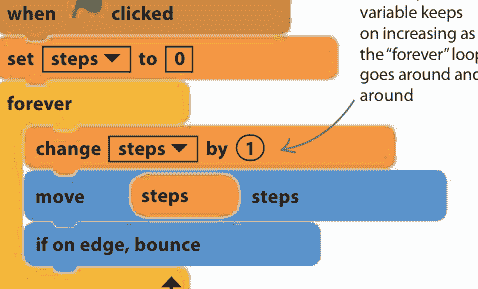 variable keeps
on increasing as
the “forever” loop
goes around and
around
when clicked
set steps to 0
forever
change steps by 1
move steps steps
if on edge, bounce